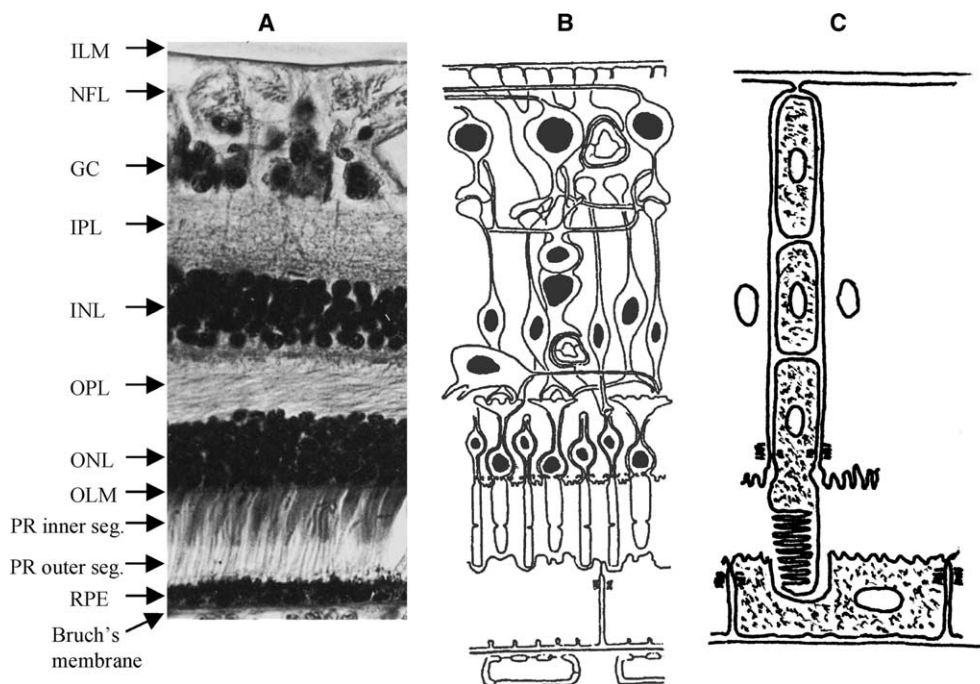 A
B
C
ILM
NFL
GC
IPL
INL
OPL
ONL
OLM
PR inner seg.
PR outer seg.
RPE
Bruch's
membrane